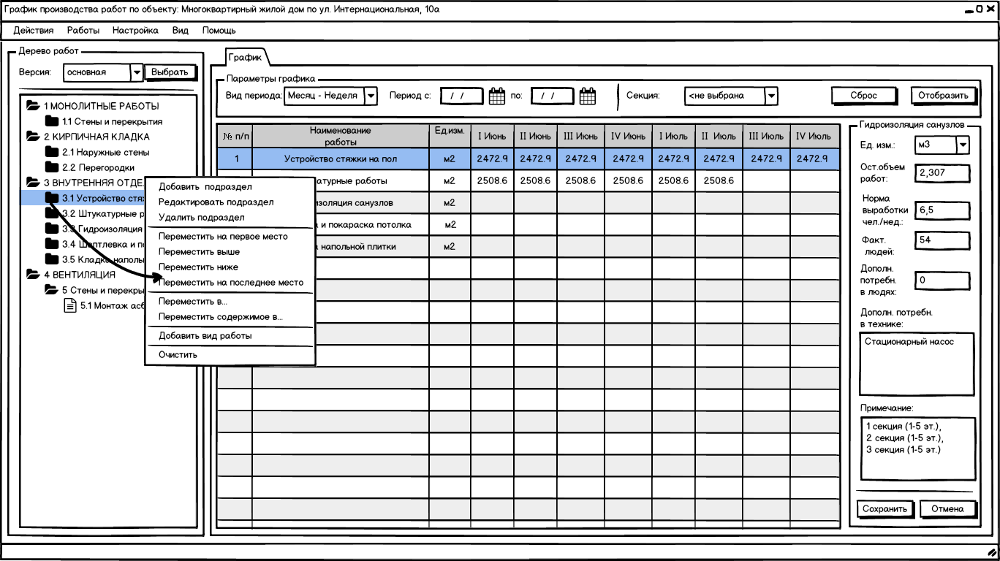 График производства работ по объекту: Многоквартирный жилой дом по ул. Интернациональная, 10а
Действия Работы Настройка Вид Помощь
Дерево работ
Версия: основная Выбрать
1 МОНОЛИТНЫЕ РАБОТЫ
1.1 Стены и перекрытия
2 КИРПИЧНАЯ КЛАДКА
2.1 Наружные стены
2.2 Перегородки
3 ВНУТРЕННЯЯ ОТДЕ
3.1 Устройство стя
3.2 Штукатурные р
3.3 Гидроизоляция
3.4 Шаптлевка и п
3.5 Кладка наполь
4 ВЕНТИЛЯЦИЯ
5 Стены и перекры
5.1 Монтаж асб
Добавить подраздел
Редактировать подраздел
Удалить подраздел
Переместить на первое место
Переместить выше
Переместить ниже
Переместить на последнее место
Переместить в...
Переместить содержимое в...
Добавить вид работы
Очистить
График
Параметры графика
Вид периода: Месяц - Неделя Период с: / / по: / / Секция: <не выбрана Сброс Отобразить
№ п/п Наименование работы Ед.изм. I Июнь II Июнь III Июнь IV Июнь I Июль II Июль III Июль IV Июль
1 Устройство стяжки на пол м2 2472.9 2472.9 2472.9 2472.9 2472.9 2472.9 2472.9 2472.9
катурные работы м2 2508.6 2508.6 2508.6 2508.6 2508.6 2508.6
изоляция санузлов м2
а и покараска потолка м2
а напольной плитки м2
Гидроизоляция санузлов
Ед. изм.: м3
Ост.объем
работ: 2,307
Норма
выработки
чел./нед.: 6,5
Факт.
людей: 54
Дополн.
потребн.
в людях: 0
Дополн. потребн.
в технике:
Стационарный насос
Примечание:
1 секция (1-5 эт.),
2 секция (1-5 эт.),
3 секция (1-5 эт.)
Сохранить Отмена